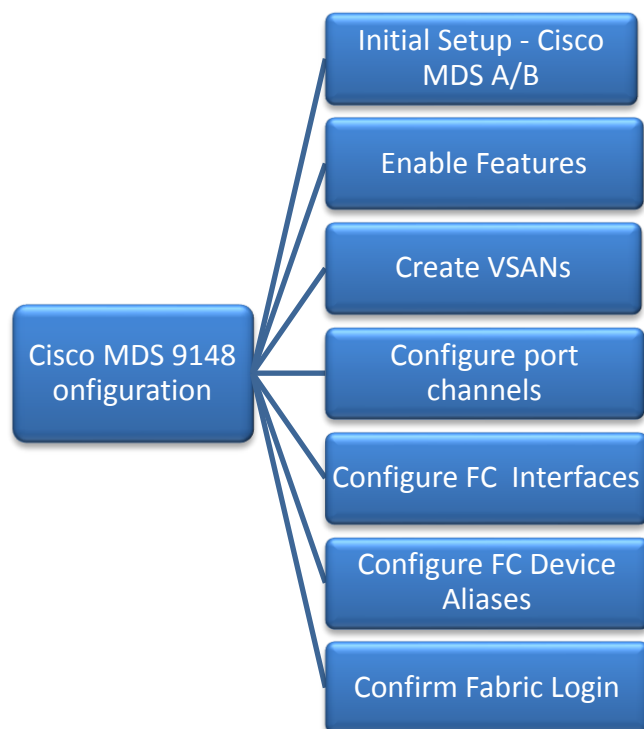 Initial Setup - Cisco
MDS A/B
Enable Features
Create VSANs
Cisco MDS 9148
onfiguration
Configure port
channels
Configure FC  Interfaces
Configure FC Device
Aliases
Confirm Fabric Login